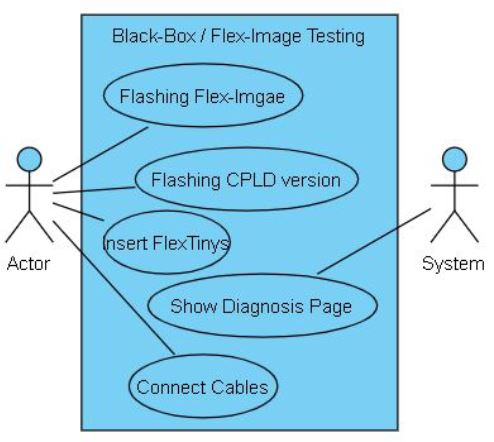 Black-Box / Flex-Image Testing
Flashing Flex-Imgae
Flashing CPLD version
nsert FlexTinys
Actor
System
Show Diagnosis Page
Connect Cables